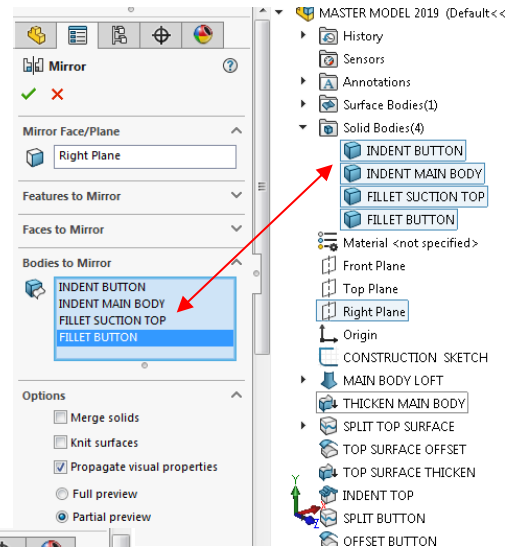 Mirror
Mirror Face/Plane
Right Plane
Features to Mirror
Faces to Mirror
Bodies to Mirror
INDENT BUTTON
INDENT MAIN BODY
FILLET SUCTION TOP
FILLET BUTTON
Options
Merge solids
Knit surfaces
Propagate visual properties
Full preview
Partial preview
MASTER MODEL 2019 (Default<<
History
Sensors
Annotations
Surface Bodies(1)
Solid Bodies(4)
INDENT BUTTON
INDENT MAIN BODY
FILLET SUCTION TOP
FILLET BUTTON
Material <not specified>
Front Plane
Top Plane
Right Plane
Origin
CONSTRUCTION SKETCH
MAIN BODY LOFT
THICKEN MAIN BODY
SPLIT TOP SURFACE
TOP SURFACE OFFSET
TOP SURFACE THICKEN
INDENT TOP
SPLIT BUTTON
OFFSET BUTTON
Y
Z